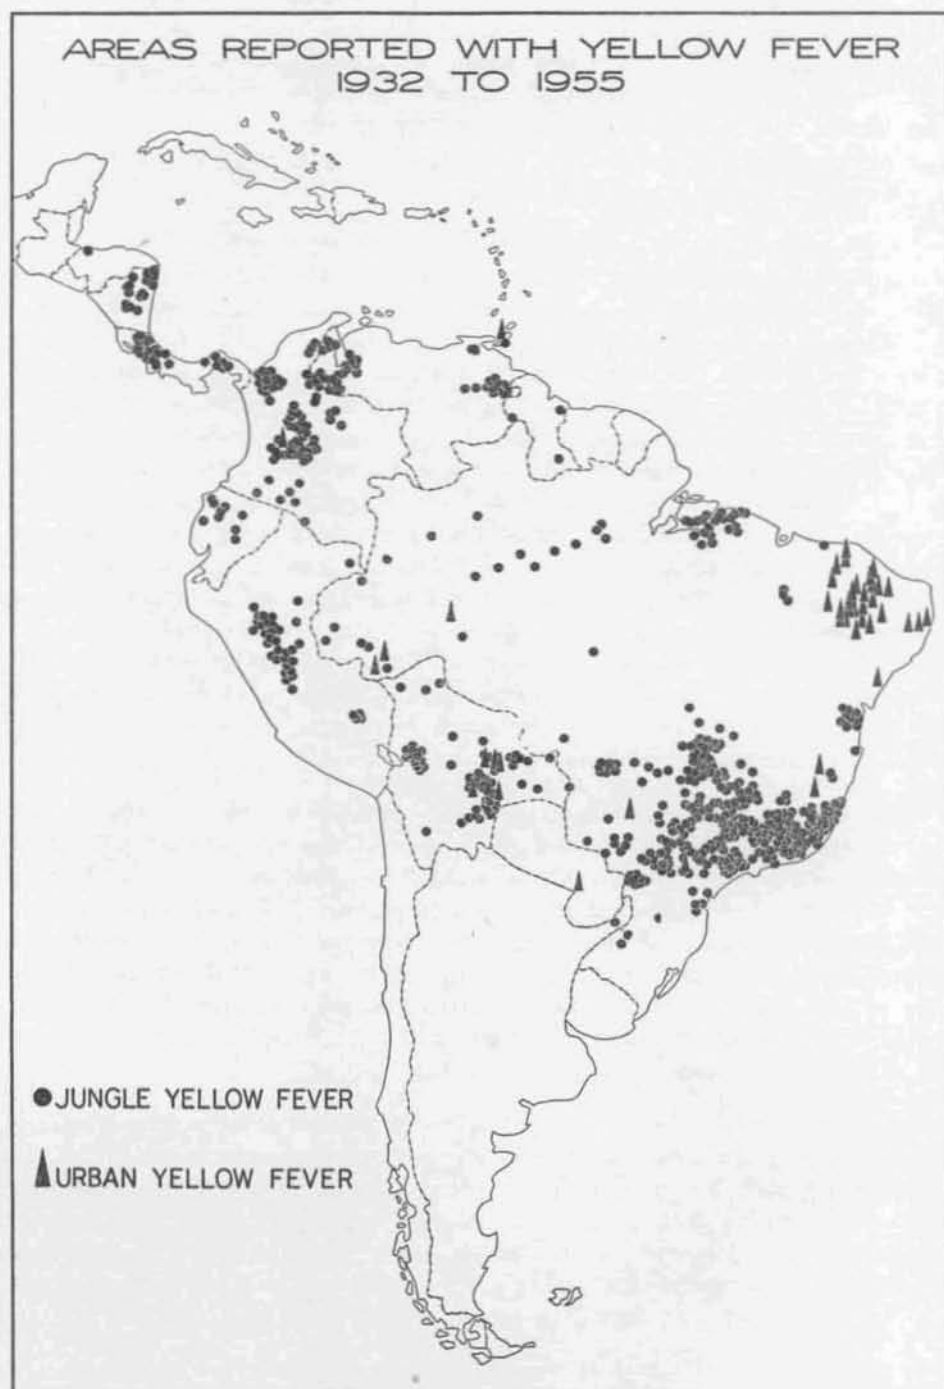 AREAS REPORTED WITH YELLOW FEVER
1932 TO 1955
JUNGLE YELLOW FEVER
URBAN YELLOW FEVER